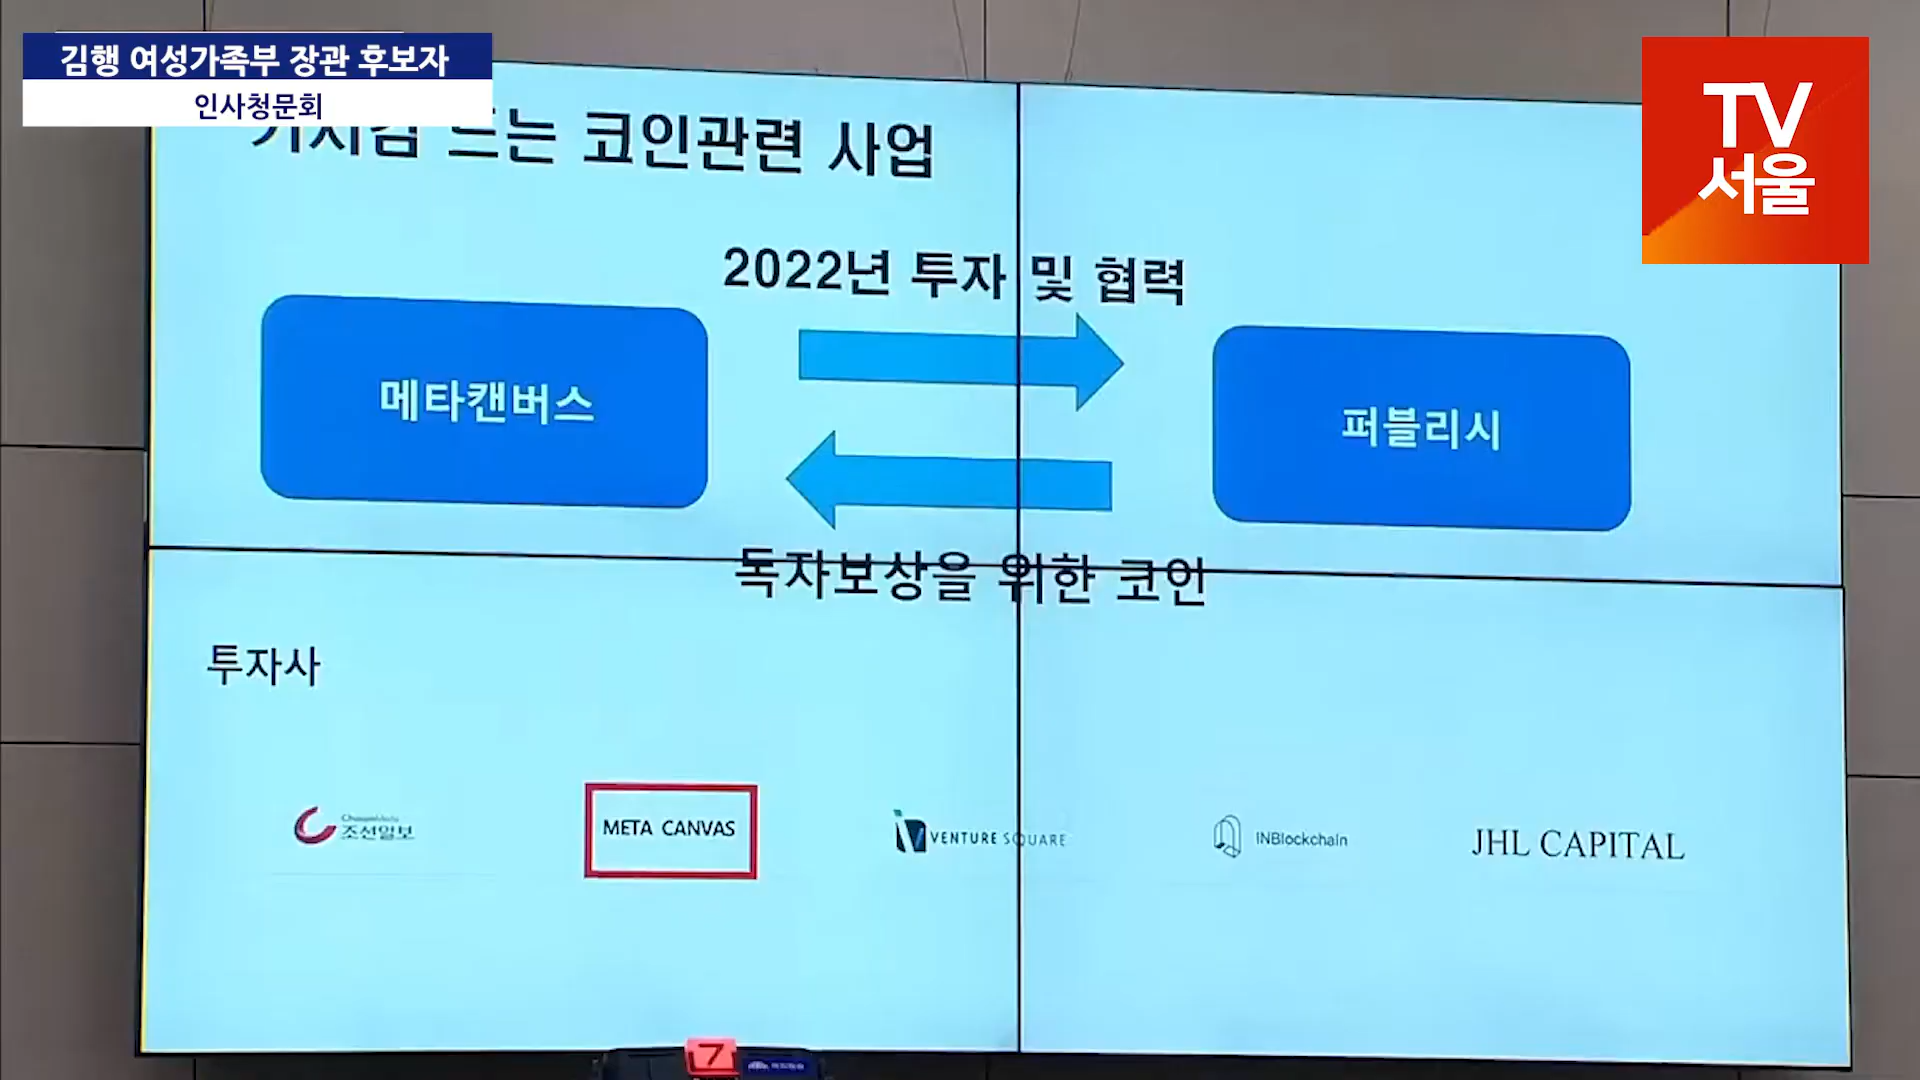 김행 여성가족부 장관 후보자
인사청문회
TV
서울
드는 코인관련 사업
2022년 투자 및 협력
메타캔버스
퍼블리시
독자보상을 위한 코인
투자사
조선일보
META CANVAS
VENTURE SQUARE
INBlockchain
JHL CAPITAL
7